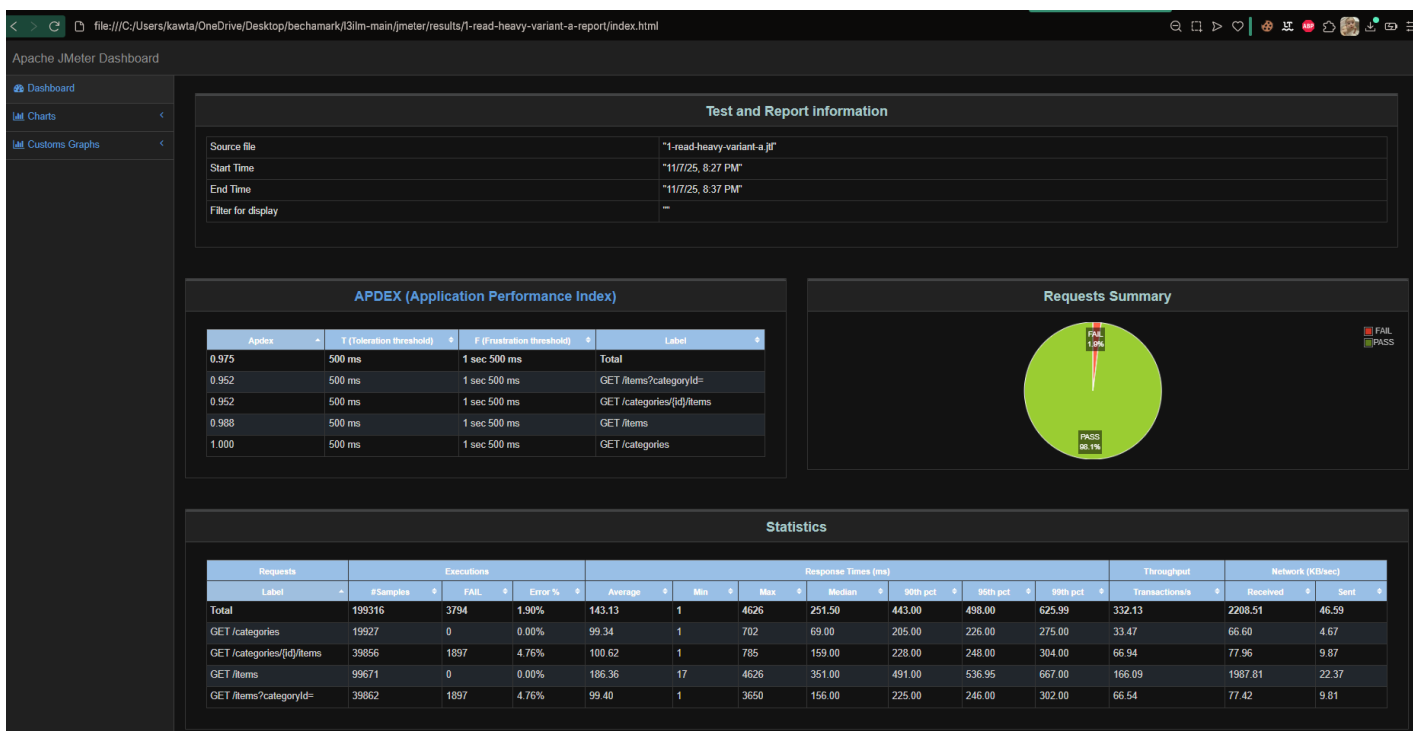 file:///C:/Users/kawta/OneDrive/Desktop/bechamark/l3ilm-main/jmeter/results/1-read-heavy-variant-a-report/index.html
Apache JMeter Dashboard
Dashboard
Charts
Customs Graphs
Test and Report information
Source file "1-read-heavy-variant-a.jtl"
Start Time "11/7/25, 8:27 PM"
End Time "11/7/25, 8:37 PM"
Filter for display ""
APDEX (Application Performance Index)
Apdex T (Toleration threshold) F (Frustration threshold) Label
0.975 500 ms 1 sec 500 ms Total
0.952 500 ms 1 sec 500 ms GET /items?categoryId=
0.952 500 ms 1 sec 500 ms GET /categories/{id}/items
0.988 500 ms 1 sec 500 ms GET /items
1.000 500 ms 1 sec 500 ms GET /categories
Requests Summary
FAIL
1.9%
PASS
98.1%
FAIL
PASS
Statistics
Requests Executions Response Times (ms) Throughput Network (KB/sec)
Label #Samples FAIL Error % Average Min Max Median 90th pct 95th pct 99th pct Transactions/s Received Sent
Total 199316 3794 1.90% 143.13 1 4626 251.50 443.00 498.00 625.99 332.13 2208.51 46.59
GET /categories 19927 0 0.00% 99.34 1 702 69.00 205.00 226.00 275.00 33.47 66.60 4.67
GET /categories/{id}/items 39856 1897 4.76% 100.62 1 785 159.00 228.00 248.00 304.00 66.94 77.96 9.87
GET /items 99671 0 0.00% 186.36 17 4626 351.00 491.00 536.95 667.00 166.09 1987.81 22.37
GET /items?categoryId= 39862 1897 4.76% 99.40 1 3650 156.00 225.00 246.00 302.00 66.54 77.42 9.81